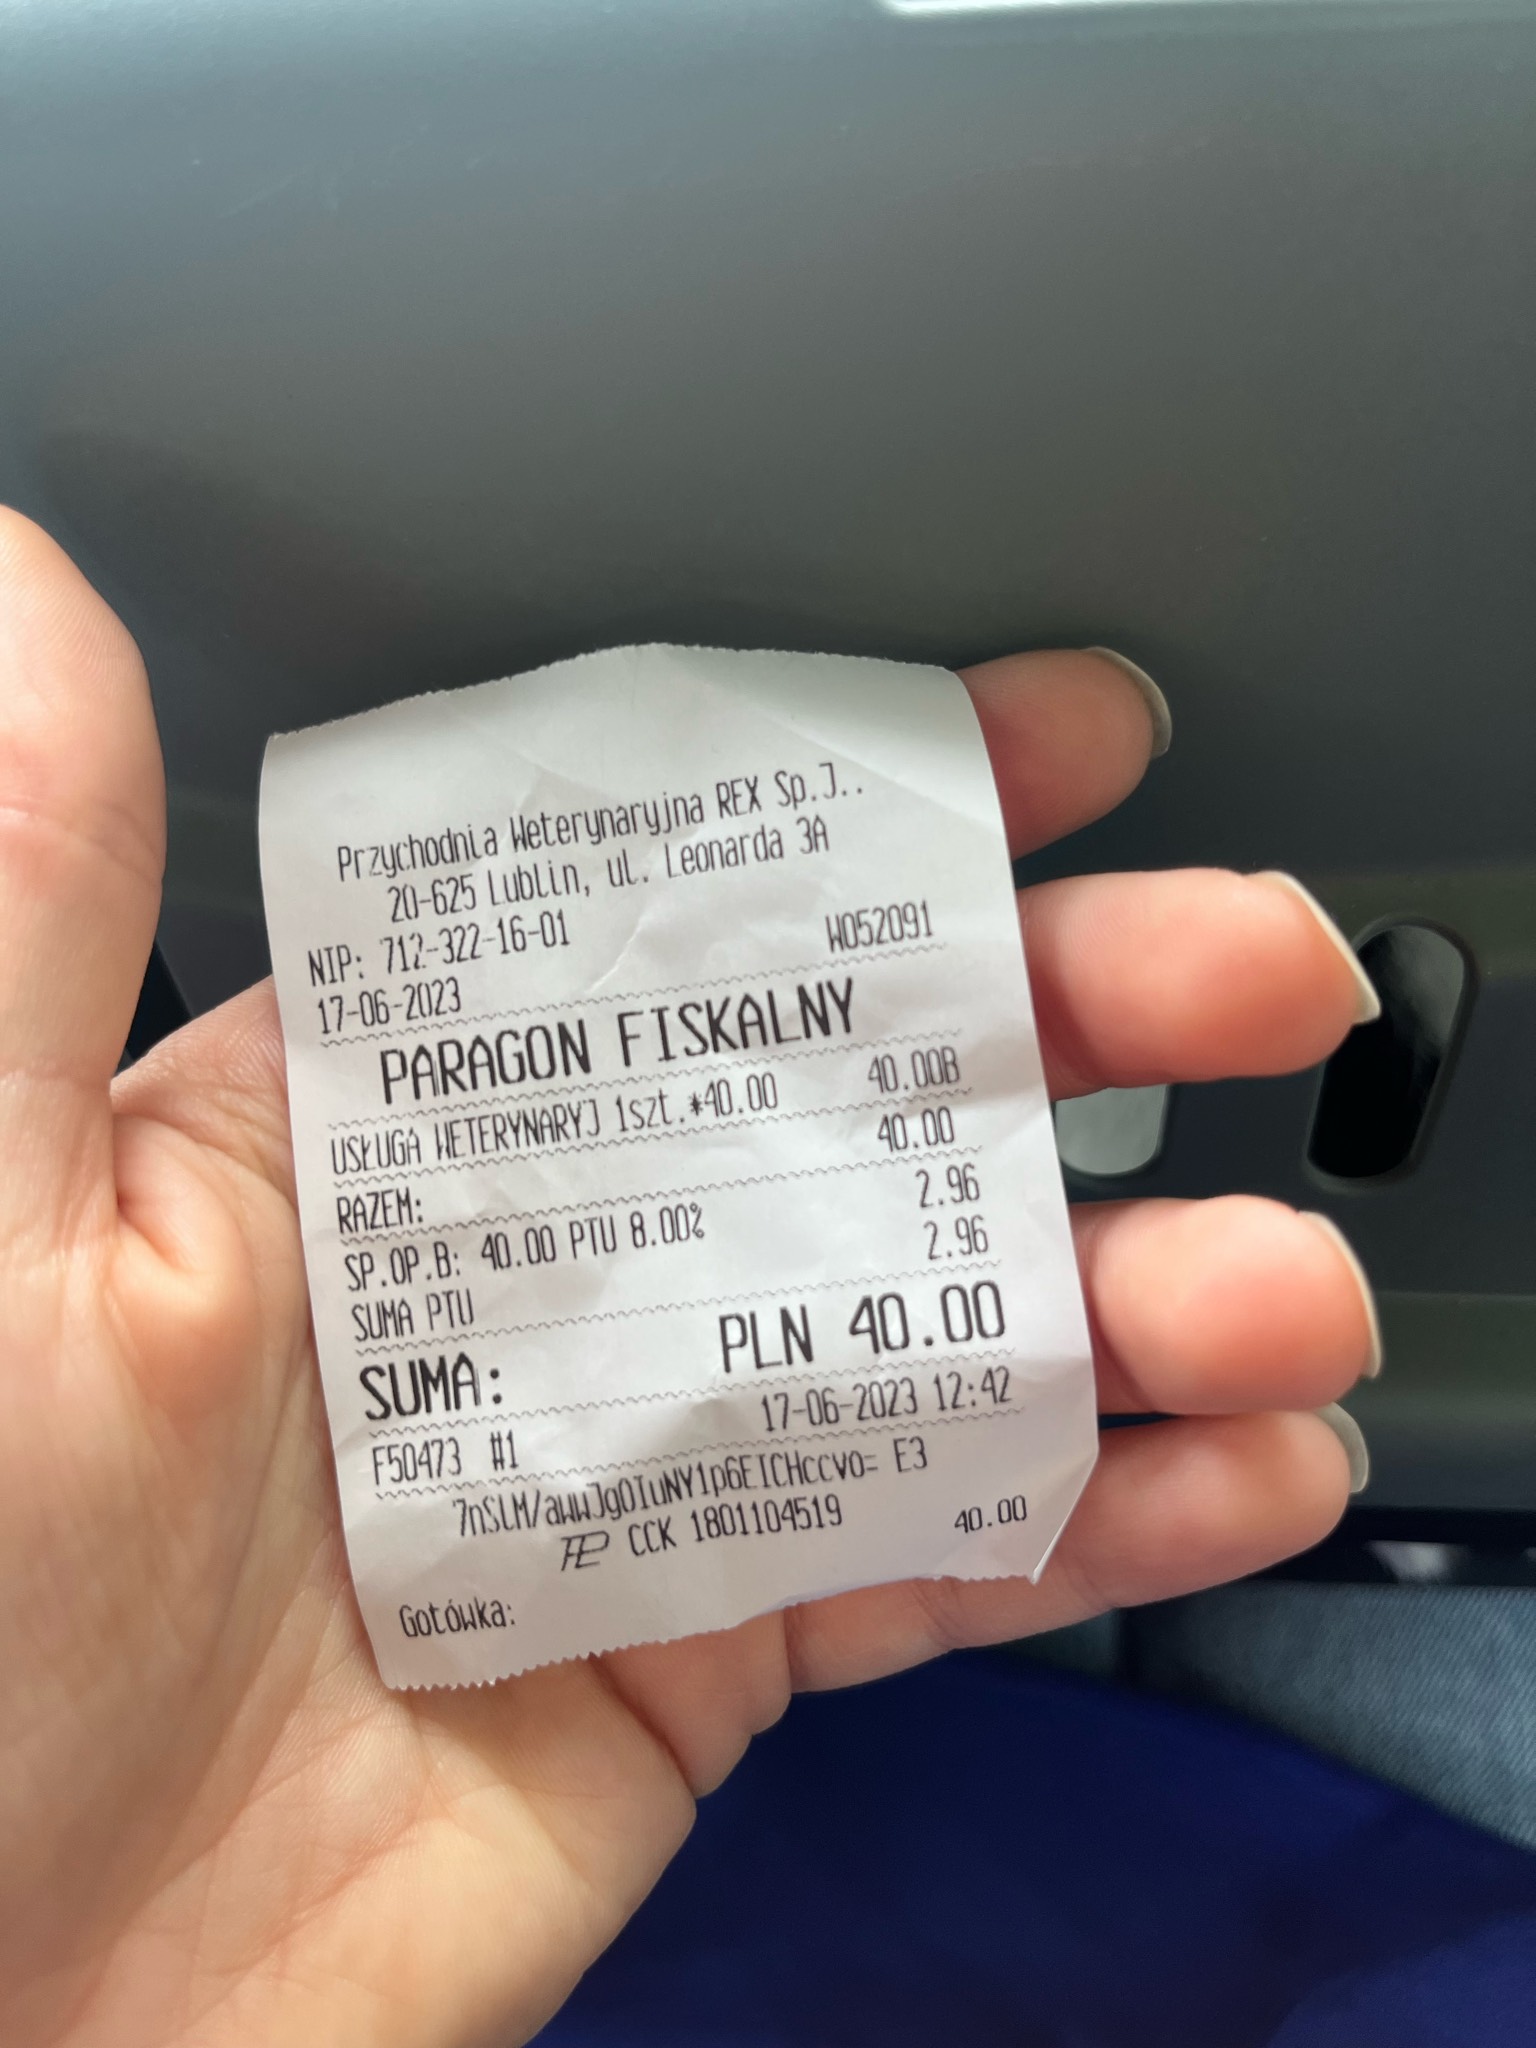 Przychodnia Weterynaryjna REX Sp.J..
20-625 Lublin, ul. Leonarda 3A
NIP: 712-322-16-01
17-06-2023 W052091
PARAGON FISKALNY
USŁUGA WETERYNARYJ 1szt.*40.00 40.00B
RAZEM: 40.00
SP.OP.B: 40.00 PTU 8.00% 2.96
SUMA PTU 2.96
SUMA: PLN 40.00
F50473 #1 17-06-2023 12:42
7nSLM/awwJgOIuNY1p6EICHccvo= E3
CCK 1801104519
Gotówka: 40.00